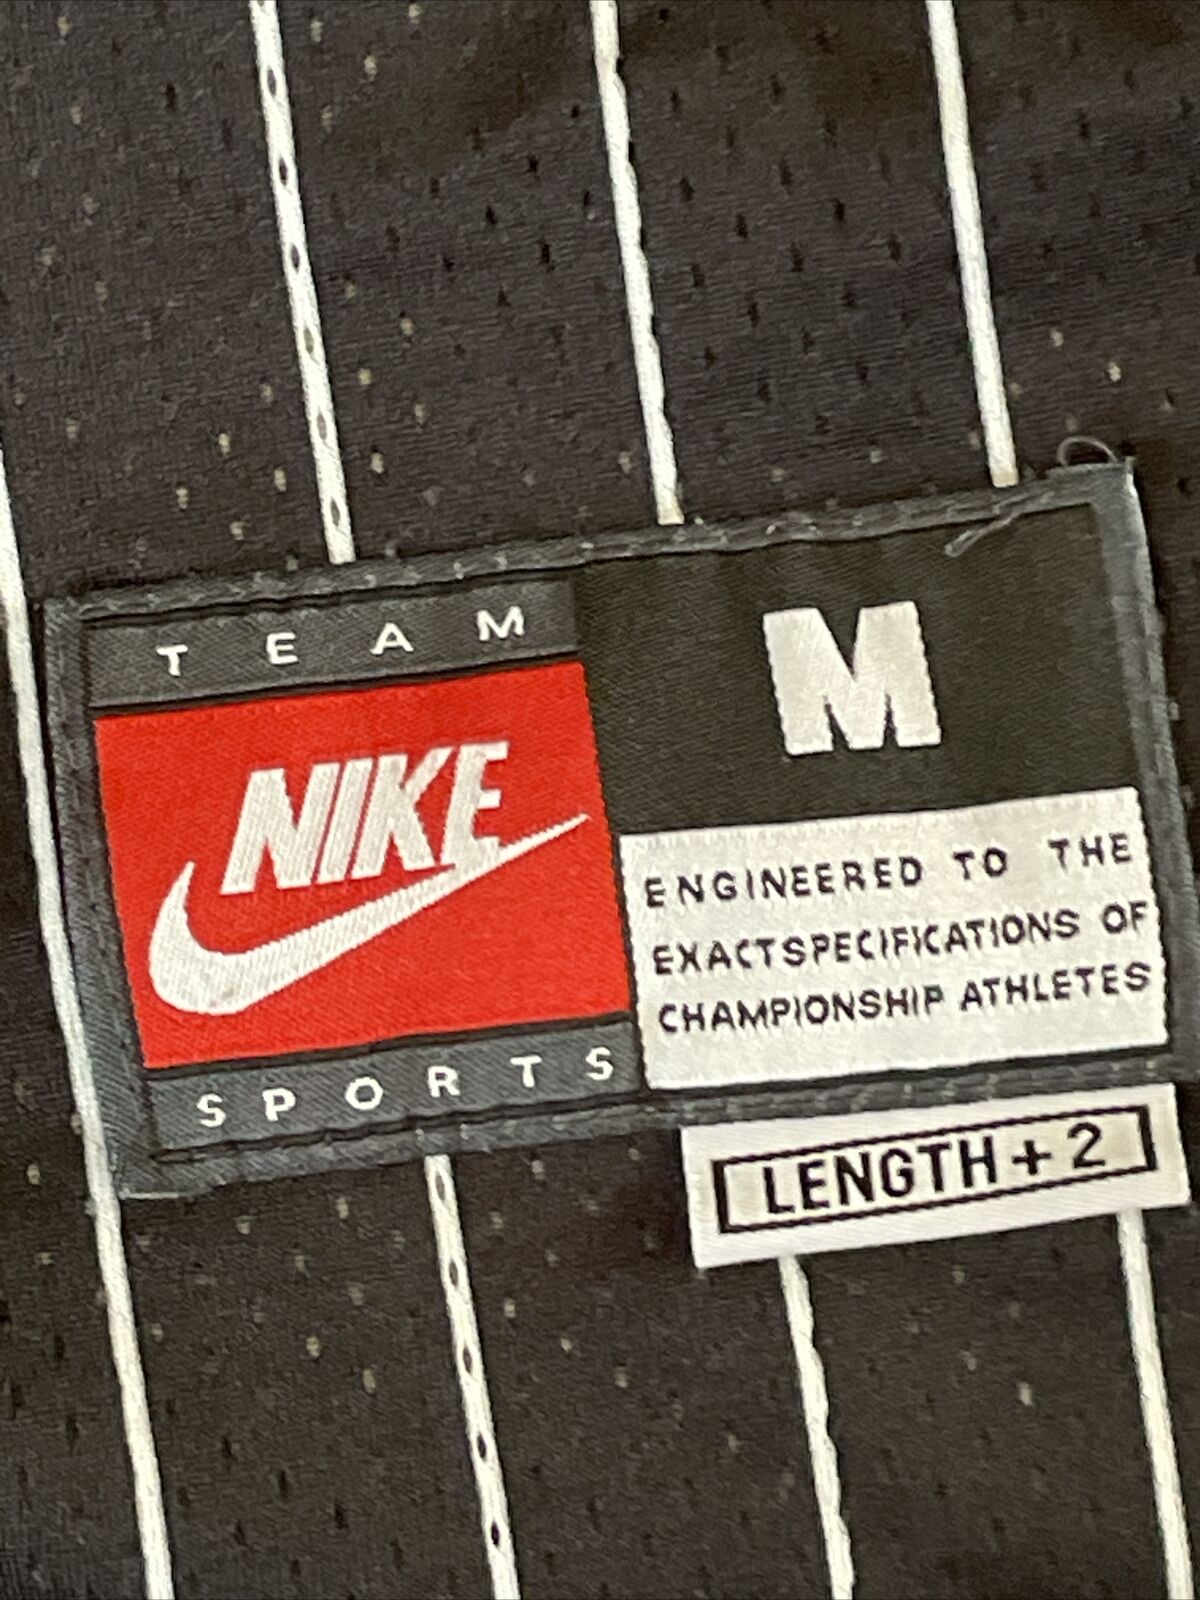 TEAM
NIKE
SPORTS
M
ENGINEERED TO THE
EXACTSPECIFICATIONS OF
CHAMPIONSHIP ATHLETES
LENGTH + 2